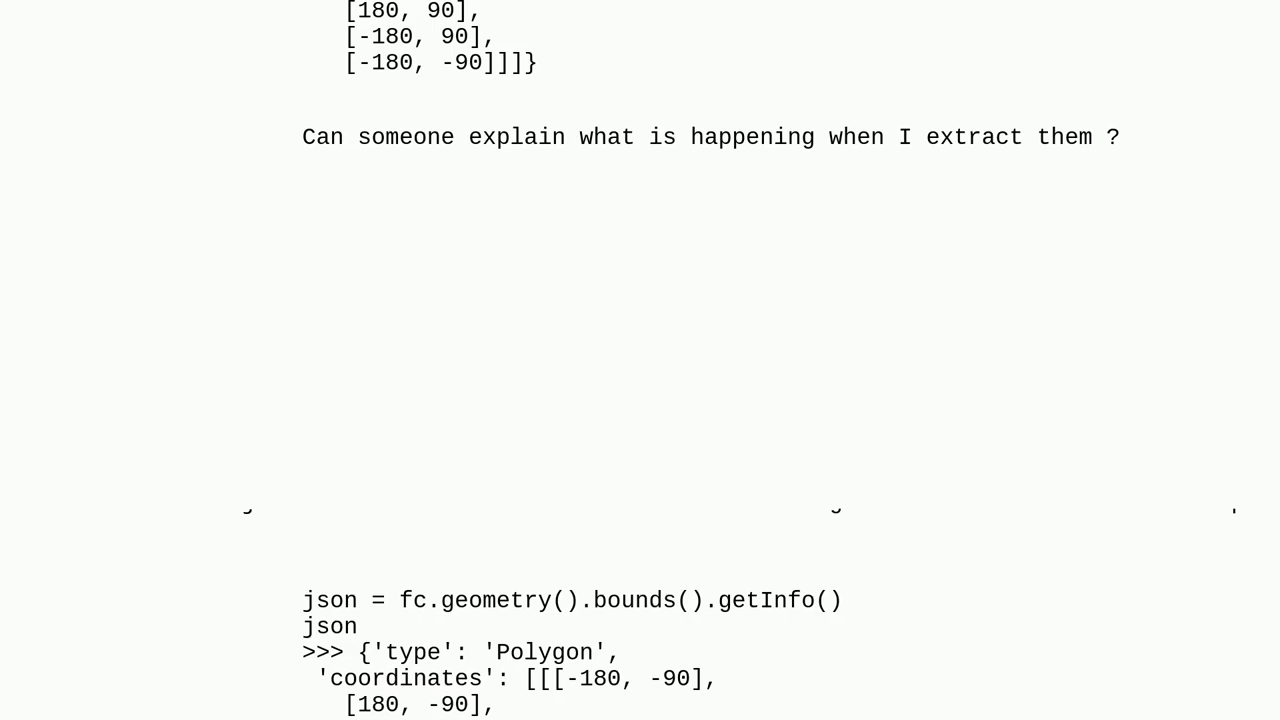 [180, 90],
[-180, 90],
[-180, -90]]]}
Can someone explain what is happening when I extract them ?
json = fc.geometry().bounds().getInfo()
json
>>> {'type': 'Polygon',
'coordinates': [[[-180, -90],
[180, -90],